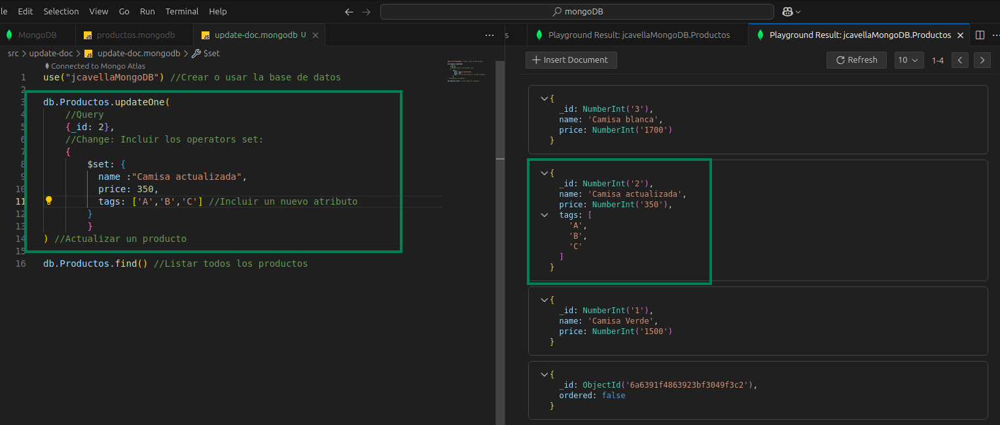 le Edit Selection View Go Run Terminal Help
mongoDB
MongoDB
productos.mongodb
update-doc.mongodb U
src > update-doc > update-doc.mongodb > $set
Connected to Mongo Atlas
1 use("jcavellaMongoDB") //Crear o usar la base de datos
2
3 db.Productos.updateOne(
4 //Query
5 {_id: 2},
6 //Change: Incluir los operators set:
7 {
8 $set: {
9 name :"Camisa actualizada",
10 price: 350,
11 tags: ['A','B','C'] //Incluir un nuevo atributo
12 }
13 }
14 ) //Actualizar un producto
15
16 db.Productos.find() //Listar todos los productos
s
Playground Result: jcavellaMongoDB.Productos
Playground Result: jcavellaMongoDB.Productos
Insert Document
Refresh
10
1-4
{
_id: NumberInt('3'),
name: 'Camisa blanca',
price: NumberInt('1700')
}
{
_id: NumberInt('2'),
name: 'Camisa actualizada',
price: NumberInt('350'),
tags: [
'A',
'B',
'C'
]
}
{
_id: NumberInt('1'),
name: 'Camisa Verde',
price: NumberInt('1500')
}
{
_id: ObjectId('6a6391f4863923bf3049f3c2'),
ordered: false
}